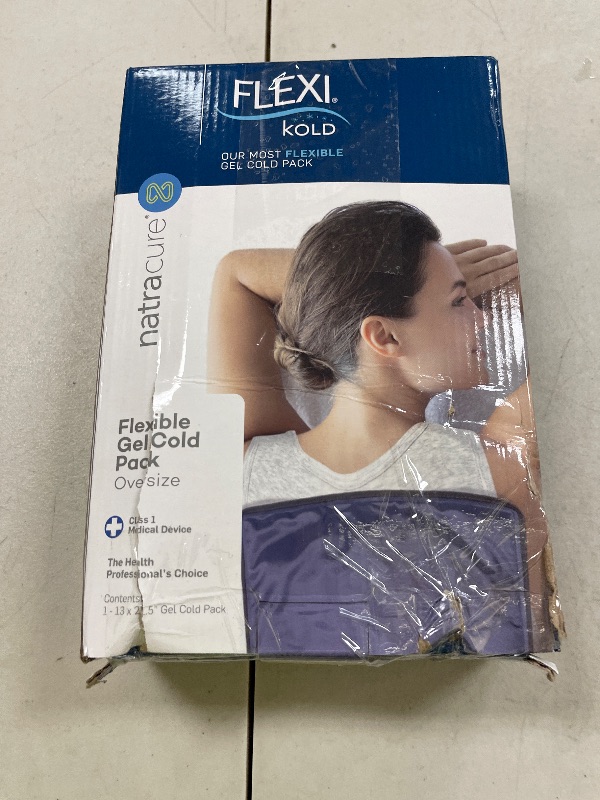 FLEXI®
KOLD
OUR MOST FLEXIBLE
GEL COLD PACK
natracure®
Flexible
Gel Cold
Pack
Oversize
Class 1
Medical Device
The Health
Professional's Choice
Contents:
1 - 13 x 21.5" Gel Cold Pack